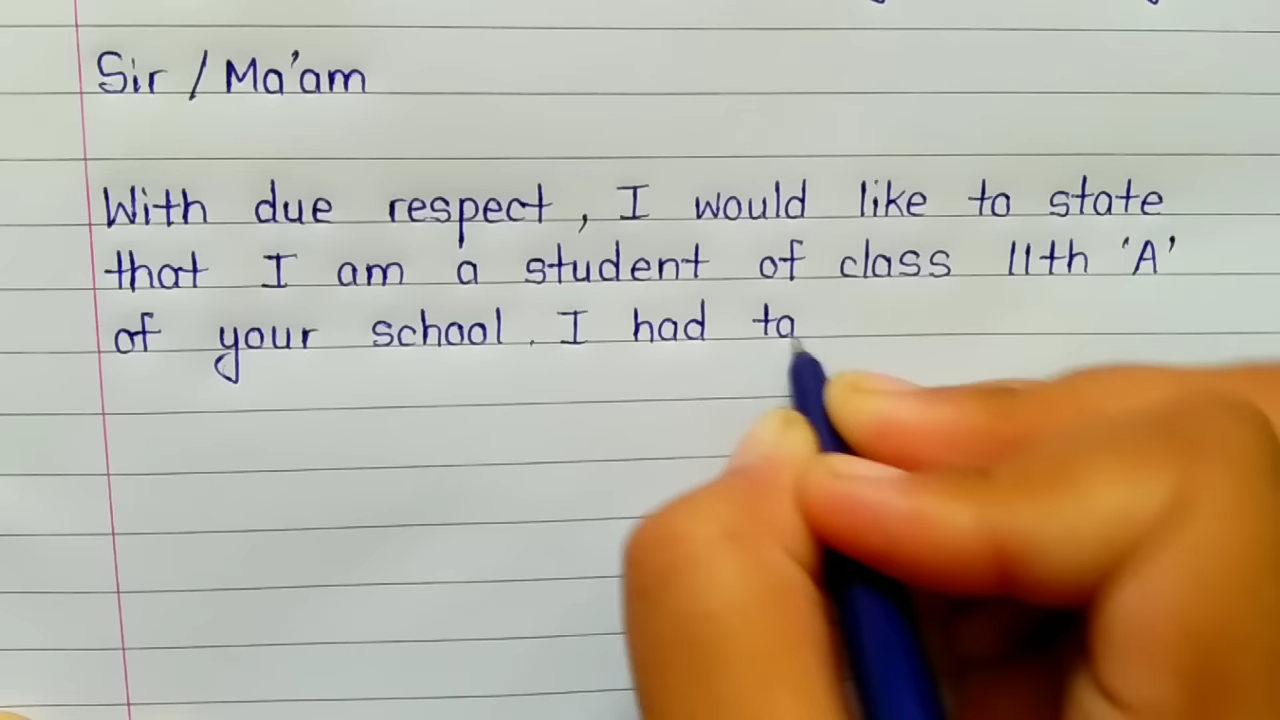 Sir / Ma'am
With due respect, I would like to state
that I am a student of class 11th 'A'
of your school. I had ta